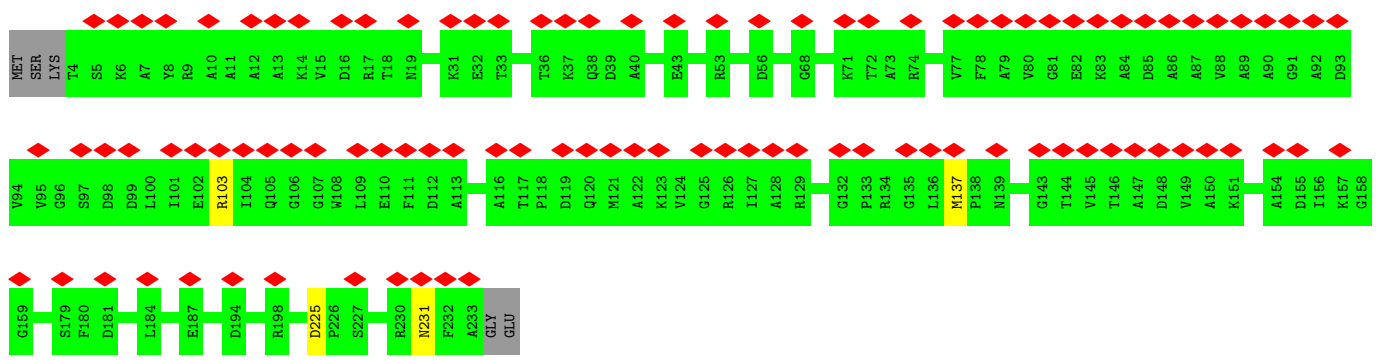 MET SER LYS T4 S5 K6 A7 Y8 R9 A10 A11 A12 A13 K14 V15 D16 R17 T18 N19 K31 E32 T33 T36 K37 Q38 D39 A40 E43 R53 D56 G68 K71 T72 A73 R74 V77 F78 A79 V80 G81 E82 K83 A84 D85 A86 A87 V88 A89 A90 G91 A92 D93
V94 V95 G96 S97 D98 D99 L100 I101 E102 R103 I104 Q105 G106 G107 W108 L109 E110 F111 D112 A113 A116 T117 P118 D119 Q120 M121 A122 K123 V124 G125 R126 I127 A128 R129 G132 P133 R134 G135 L136 M137 P138 N139 G143 T144 V145 T146 A147 D148 V149 A150 K151 A154 D155 I156 K157 G158
G159 S179 F180 D181 L184 E187 D194 R198 D225 P226 S227 R230 N231 F232 A233 GLY GLU